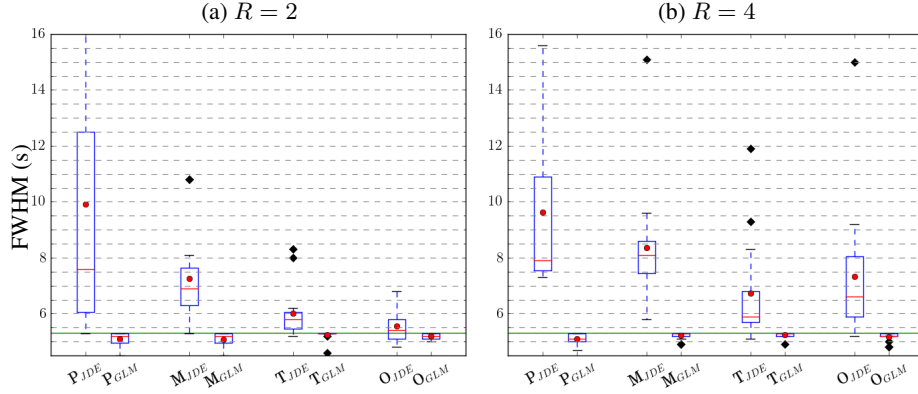 (a) R = 2
(b) R = 4
FWHM (s)
16
14
12
10
8
6
16
14
12
10
8
6
P_JDE P_GLM M_JDE M_GLM T_JDE T_GLM O_JDE O_GLM
P_JDE P_GLM M_JDE M_GLM T_JDE T_GLM O_JDE O_GLM